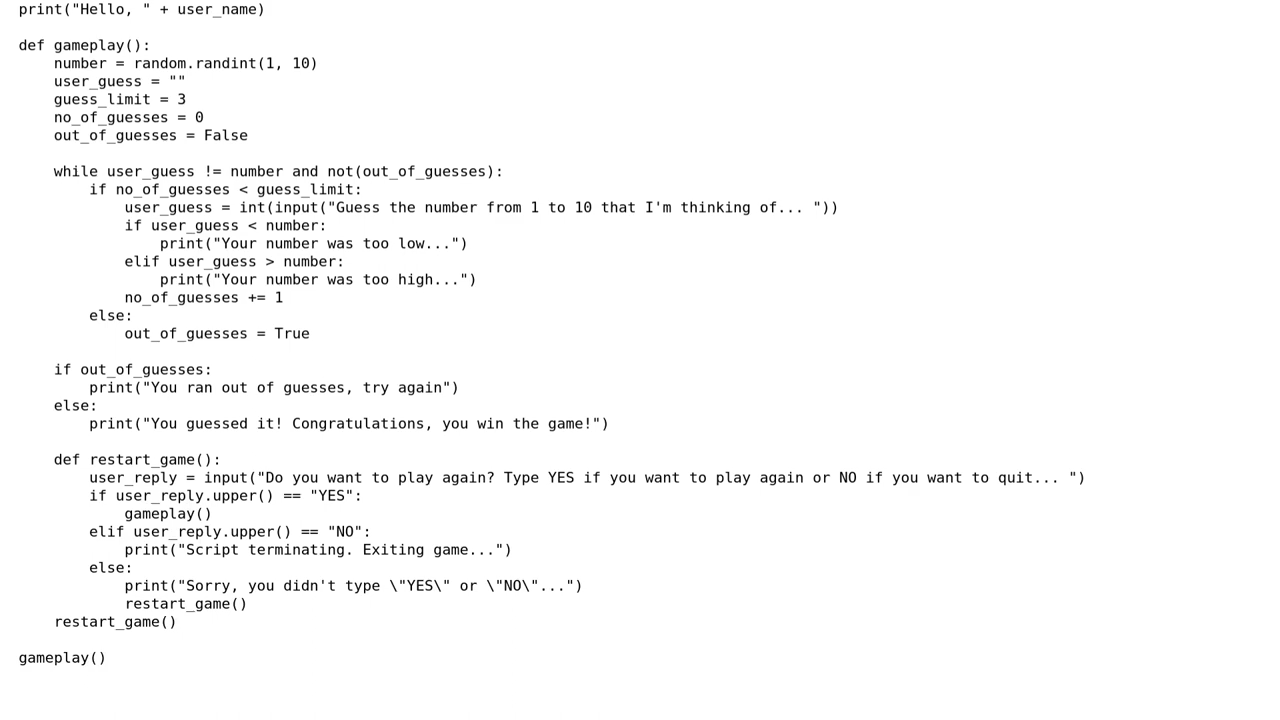 print("Hello, " + user_name)

def gameplay():
    number = random.randint(1, 10)
    user_guess = ""
    guess_limit = 3
    no_of_guesses = 0
    out_of_guesses = False

    while user_guess != number and not(out_of_guesses):
        if no_of_guesses < guess_limit:
            user_guess = int(input("Guess the number from 1 to 10 that I'm thinking of... "))
            if user_guess < number:
                print("Your number was too low...")
            elif user_guess > number:
                print("Your number was too high...")
            no_of_guesses += 1
        else:
            out_of_guesses = True

    if out_of_guesses:
        print("You ran out of guesses, try again")
    else:
        print("You guessed it! Congratulations, you win the game!")

    def restart_game():
        user_reply = input("Do you want to play again? Type YES if you want to play again or NO if you want to quit... ")
        if user_reply.upper() == "YES":
            gameplay()
        elif user_reply.upper() == "NO":
            print("Script terminating. Exiting game...")
        else:
            print("Sorry, you didn't type \"YES\" or \"NO\"...")
            restart_game()
    restart_game()

gameplay()